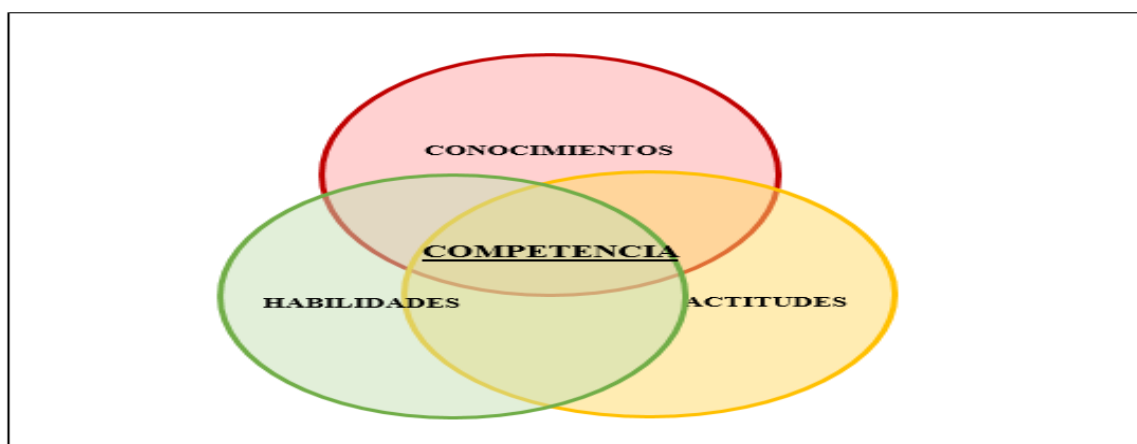 CONOCIMIENTOS
COMPETENCIA
HABILIDADES
ACTITUDES